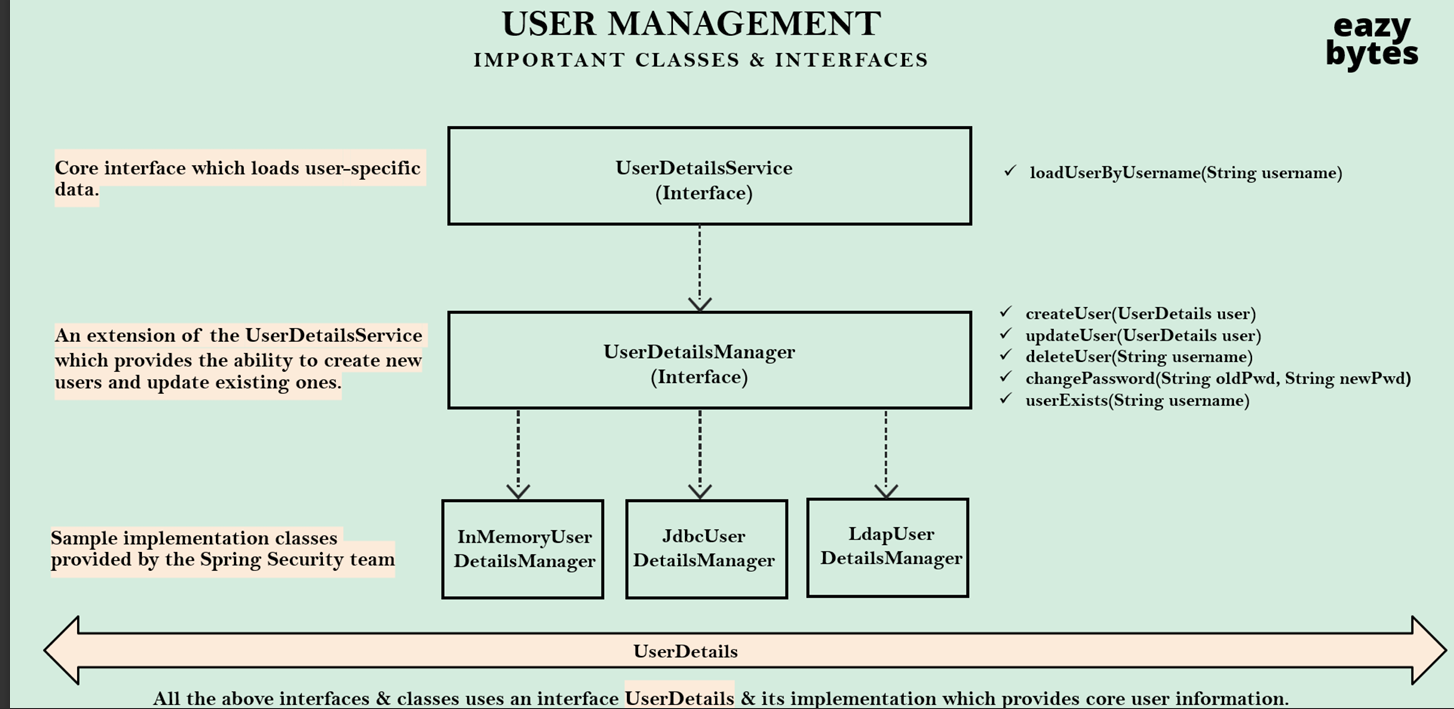 USER MANAGEMENT
IMPORTANT CLASSES & INTERFACES
eazy
bytes
Core interface which loads user-specific
data.
UserDetailsService
(Interface)
✓ loadUserByUsername(String username)
An extension of the UserDetailsService
which provides the ability to create new
users and update existing ones.
UserDetailsManager
(Interface)
✓ createUser(UserDetails user)
✓ updateUser(UserDetails user)
✓ deleteUser(String username)
✓ changePassword(String oldPwd, String newPwd)
✓ userExists(String username)
Sample implementation classes
provided by the Spring Security team
InMemoryUser
DetailsManager
JdbcUser
DetailsManager
LdapUser
DetailsManager
UserDetails
All the above interfaces & classes uses an interface UserDetails & its implementation which provides core user information.